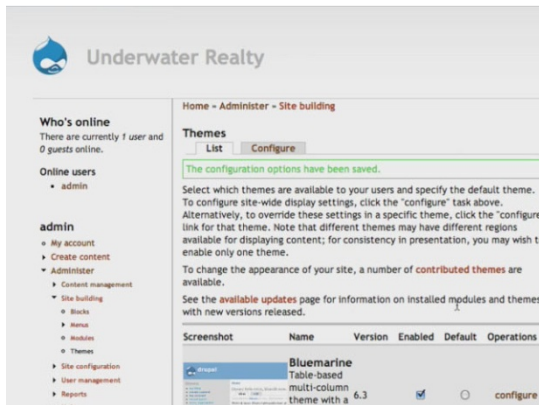 Underwater Realty
Who's online
There are currently 1 user and
0 guests online.
Online users
admin
admin
My account
Create content
Administer
Content management
Site building
Blocks
Menus
Modules
Themes
Site configuration
User management
Reports
Home » Administer » Site building
Themes
List Configure
The configuration options have been saved.
Select which themes are available to your users and specify the default theme.
To configure site-wide display settings, click the "configure" task above.
Alternatively, to override these settings in a specific theme, click the "configure
link for that theme. Note that different themes may have different regions
available for displaying content; for consistency in presentation, you may wish t
enable only one theme.
To change the appearance of your site, a number of contributed themes are
available.
See the available updates page for information on installed modules and themes
with new versions released.
Screenshot Name Version Enabled Default Operations
drupal
Bluemarine
Table-based
multi-column
theme with a 6.3 configure